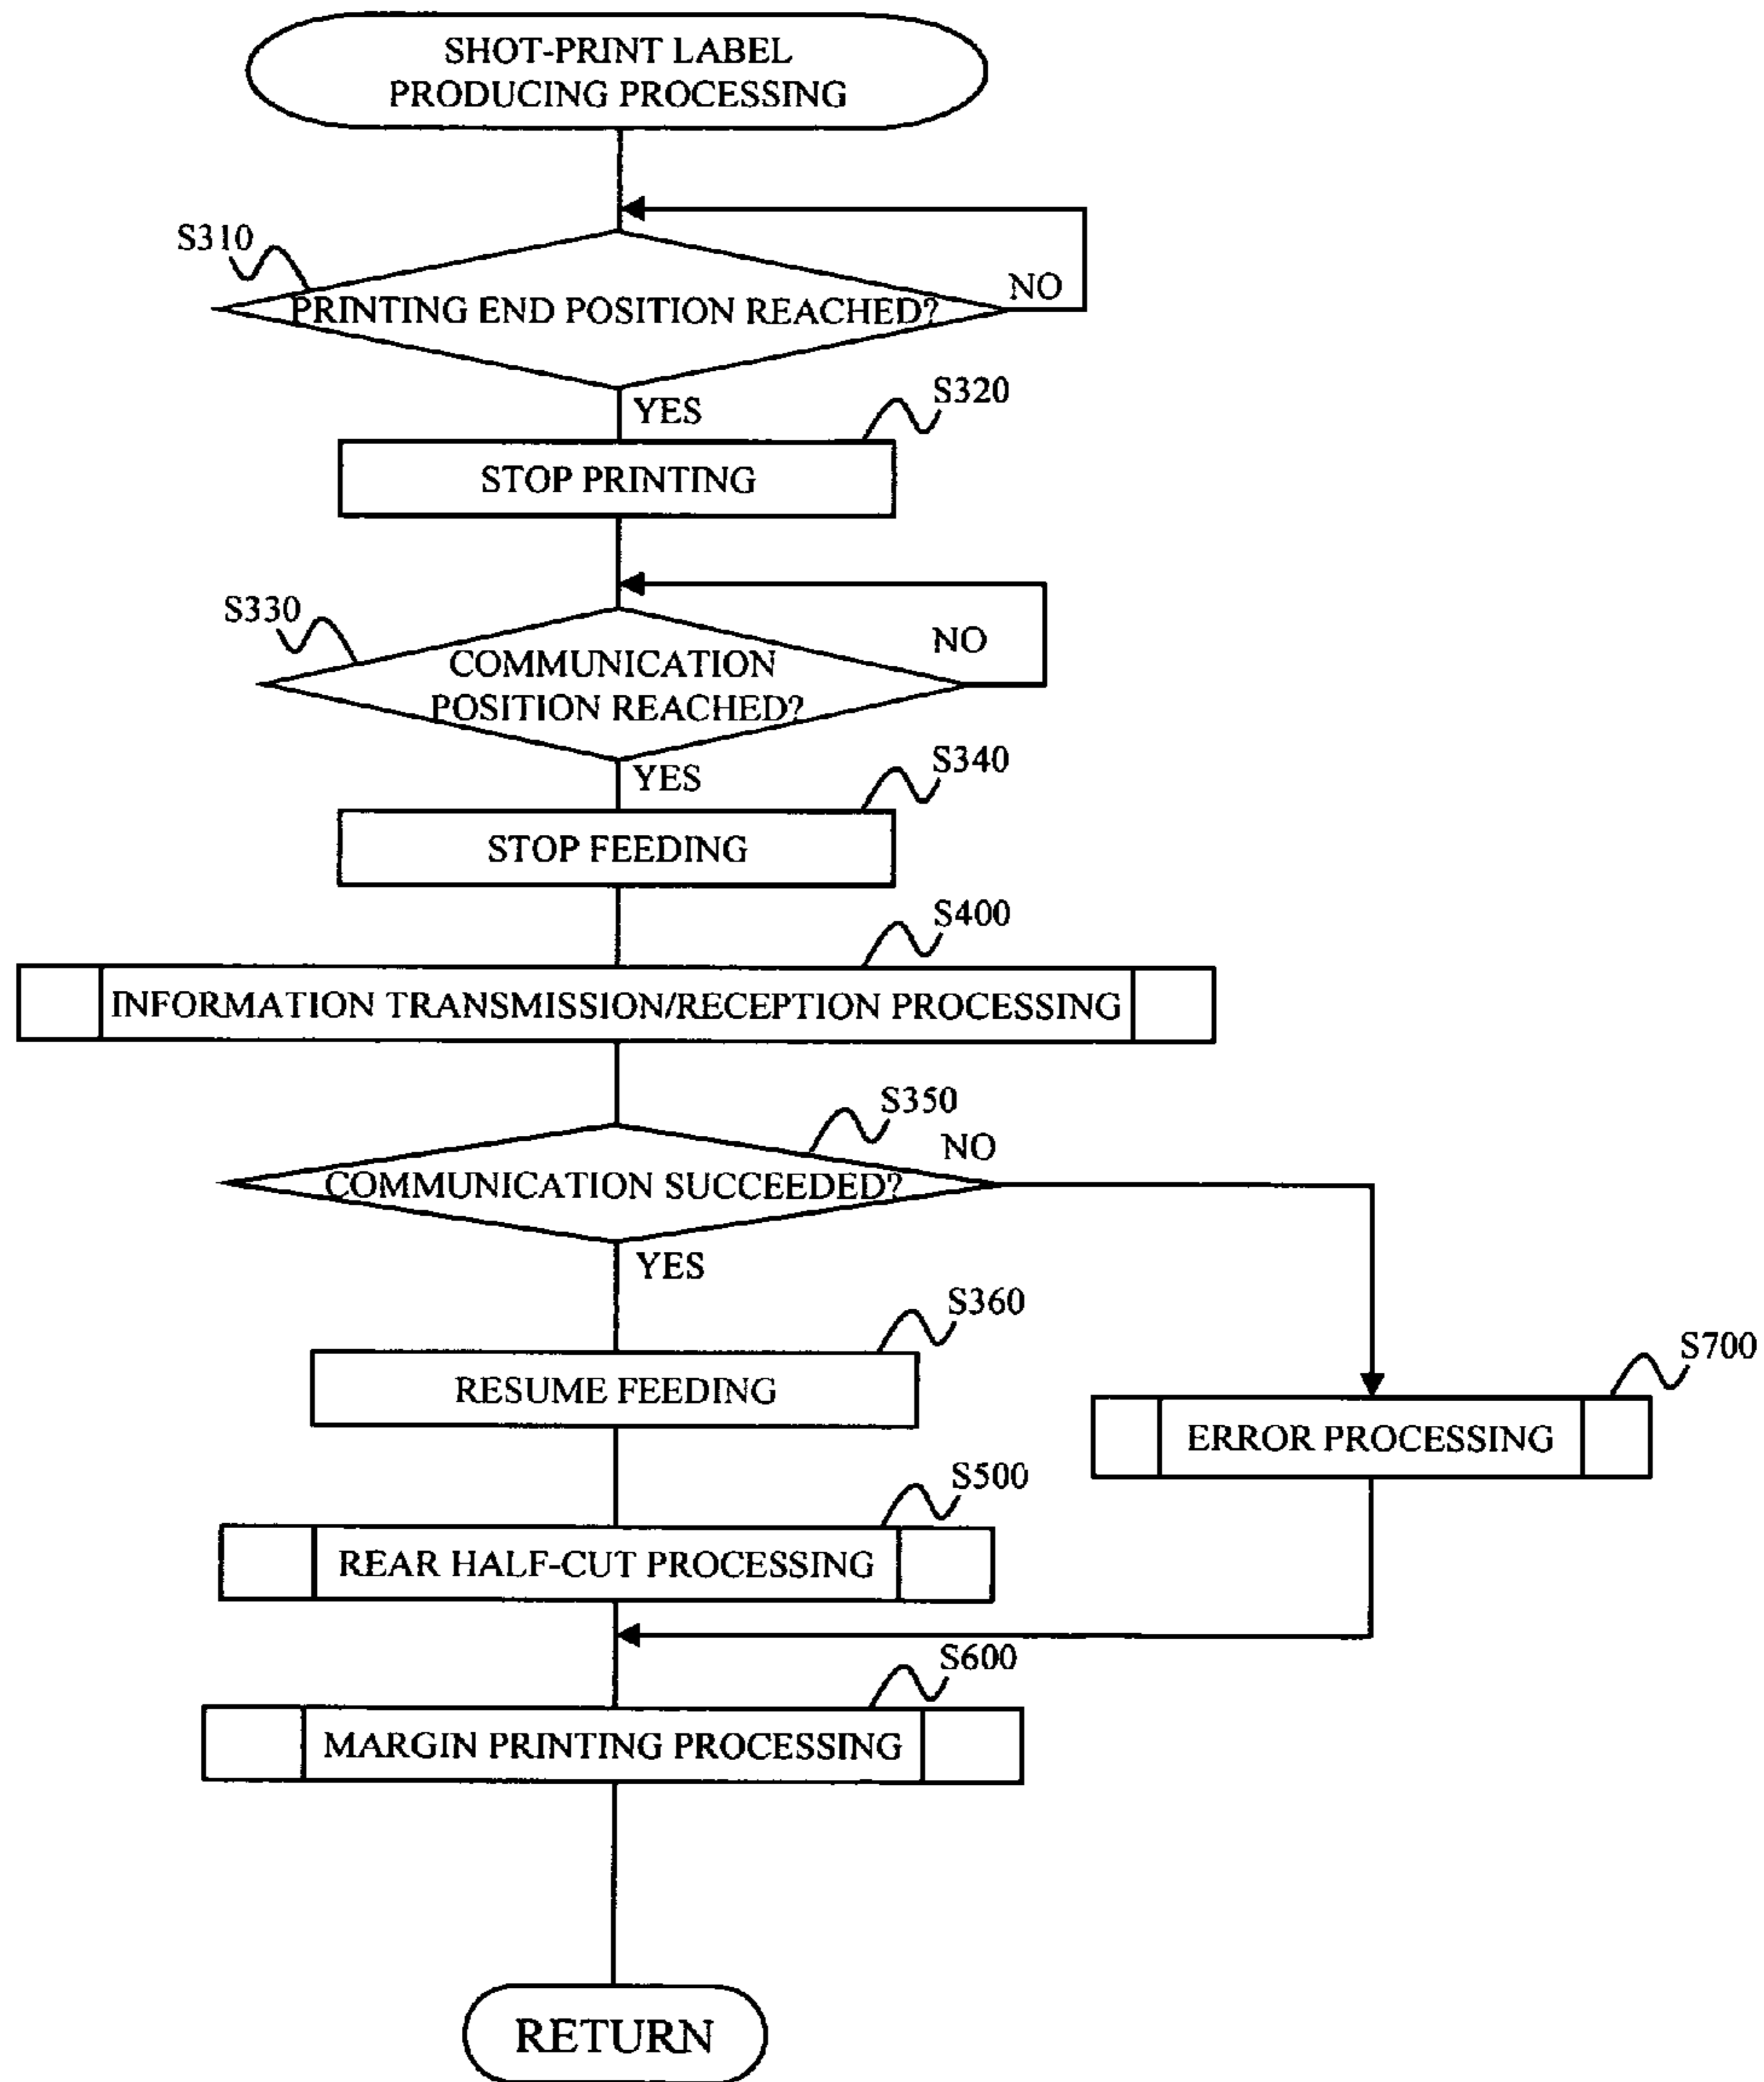 SHOT-PRINT LABEL
PRODUCING PROCESSING
S310
PRINTING END POSITION REACHED?
NO
YES
S320
STOP PRINTING
S330
COMMUNICATION
POSITION REACHED?
NO
YES
S340
STOP FEEDING
S400
INFORMATION TRANSMISSION/RECEPTION PROCESSING
S350
COMMUNICATION SUCCEEDED?
NO
YES
S360
RESUME FEEDING
S700
ERROR PROCESSING
S500
REAR HALF-CUT PROCESSING
S600
MARGIN PRINTING PROCESSING
RETURN